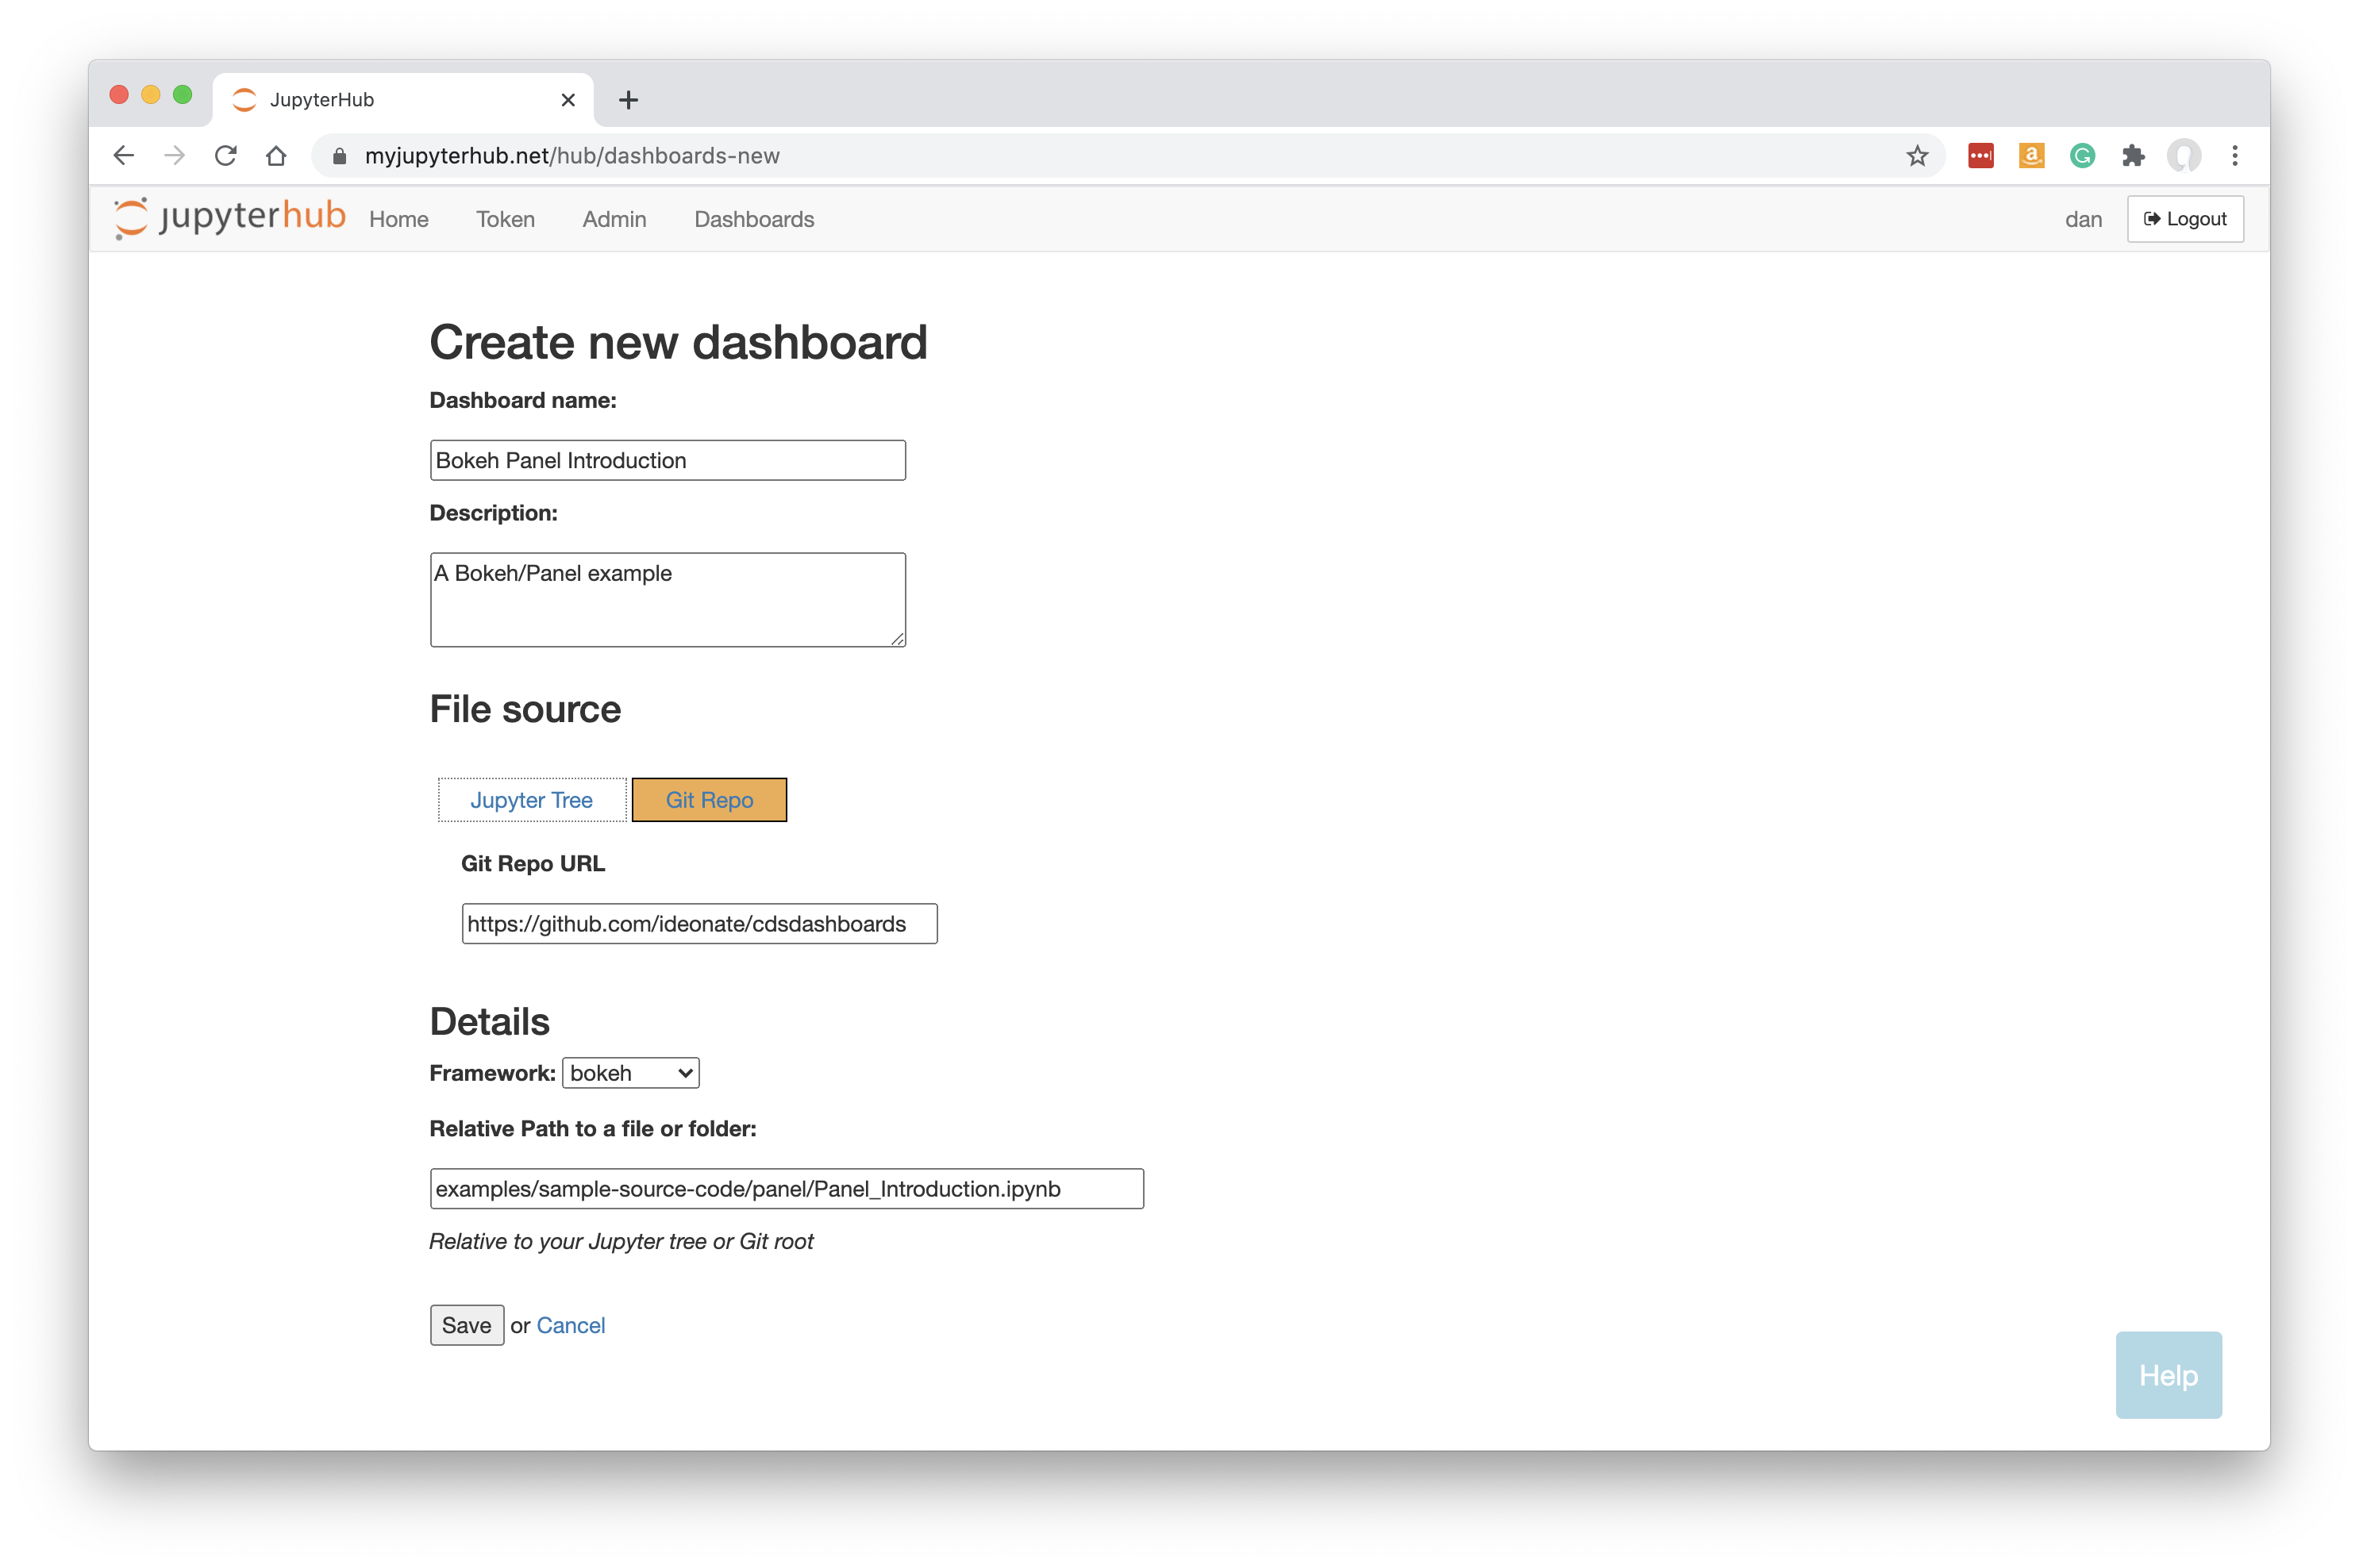 JupyterHub
myjupyterhub.net/hub/dashboards-new
jupyterhub Home Token Admin Dashboards dan Logout
Create new dashboard
Dashboard name:
Bokeh Panel Introduction
Description:
A Bokeh/Panel example
File source
Jupyter Tree Git Repo
Git Repo URL
https://github.com/ideonate/cdsdashboards
Details
Framework: bokeh
Relative Path to a file or folder:
examples/sample-source-code/panel/Panel_Introduction.ipynb
Relative to your Jupyter tree or Git root
Save or Cancel
Help